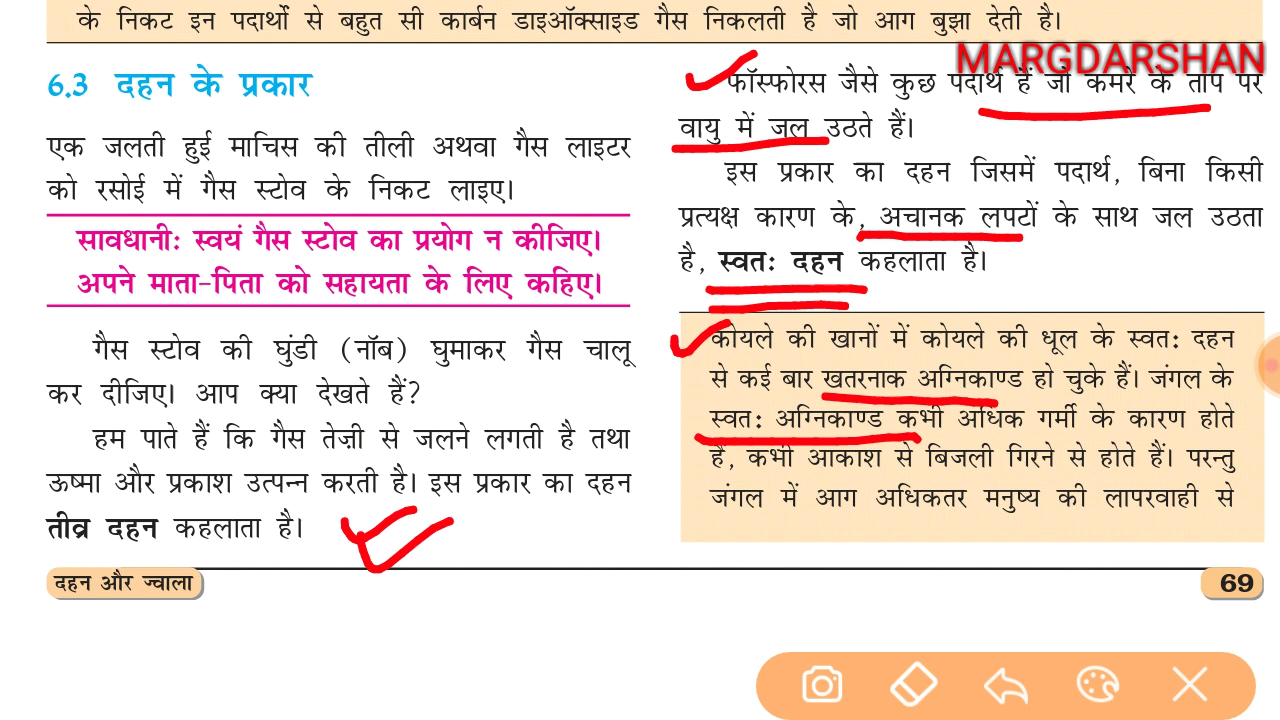 के निकट इन पदार्थों से बहुत सी कार्बन डाइऑक्साइड गैस निकलती है जो आग बुझा देती है।
MARGDARSHAN
6.3 दहन के प्रकार
एक जलती हुई माचिस की तीली अथवा गैस लाइटर
को रसोई में गैस स्टोव के निकट लाइए।
सावधानी: स्वयं गैस स्टोव का प्रयोग न कीजिए।
अपने माता-पिता को सहायता के लिए कहिए।
गैस स्टोव की घुंडी (नॉब) घुमाकर गैस चालू
कर दीजिए। आप क्या देखते हैं?
हम पाते हैं कि गैस तेज़ी से जलने लगती है तथा
ऊष्मा और प्रकाश उत्पन्न करती है। इस प्रकार का दहन
तीव्र दहन कहलाता है।
फॉस्फोरस जैसे कुछ पदार्थ हैं जो कमरे के ताप पर
वायु में जल उठते हैं।
इस प्रकार का दहन जिसमें पदार्थ, बिना किसी
प्रत्यक्ष कारण के, अचानक लपटों के साथ जल उठता
है, स्वत: दहन कहलाता है।
कोयले की खानों में कोयले की धूल के स्वत: दहन
से कई बार खतरनाक अग्निकाण्ड हो चुके हैं। जंगल के
स्वत: अग्निकाण्ड कभी अधिक गर्मी के कारण होते
हैं, कभी आकाश से बिजली गिरने से होते हैं। परन्तु
जंगल में आग अधिकतर मनुष्य की लापरवाही से
दहन और ज्वाला
69